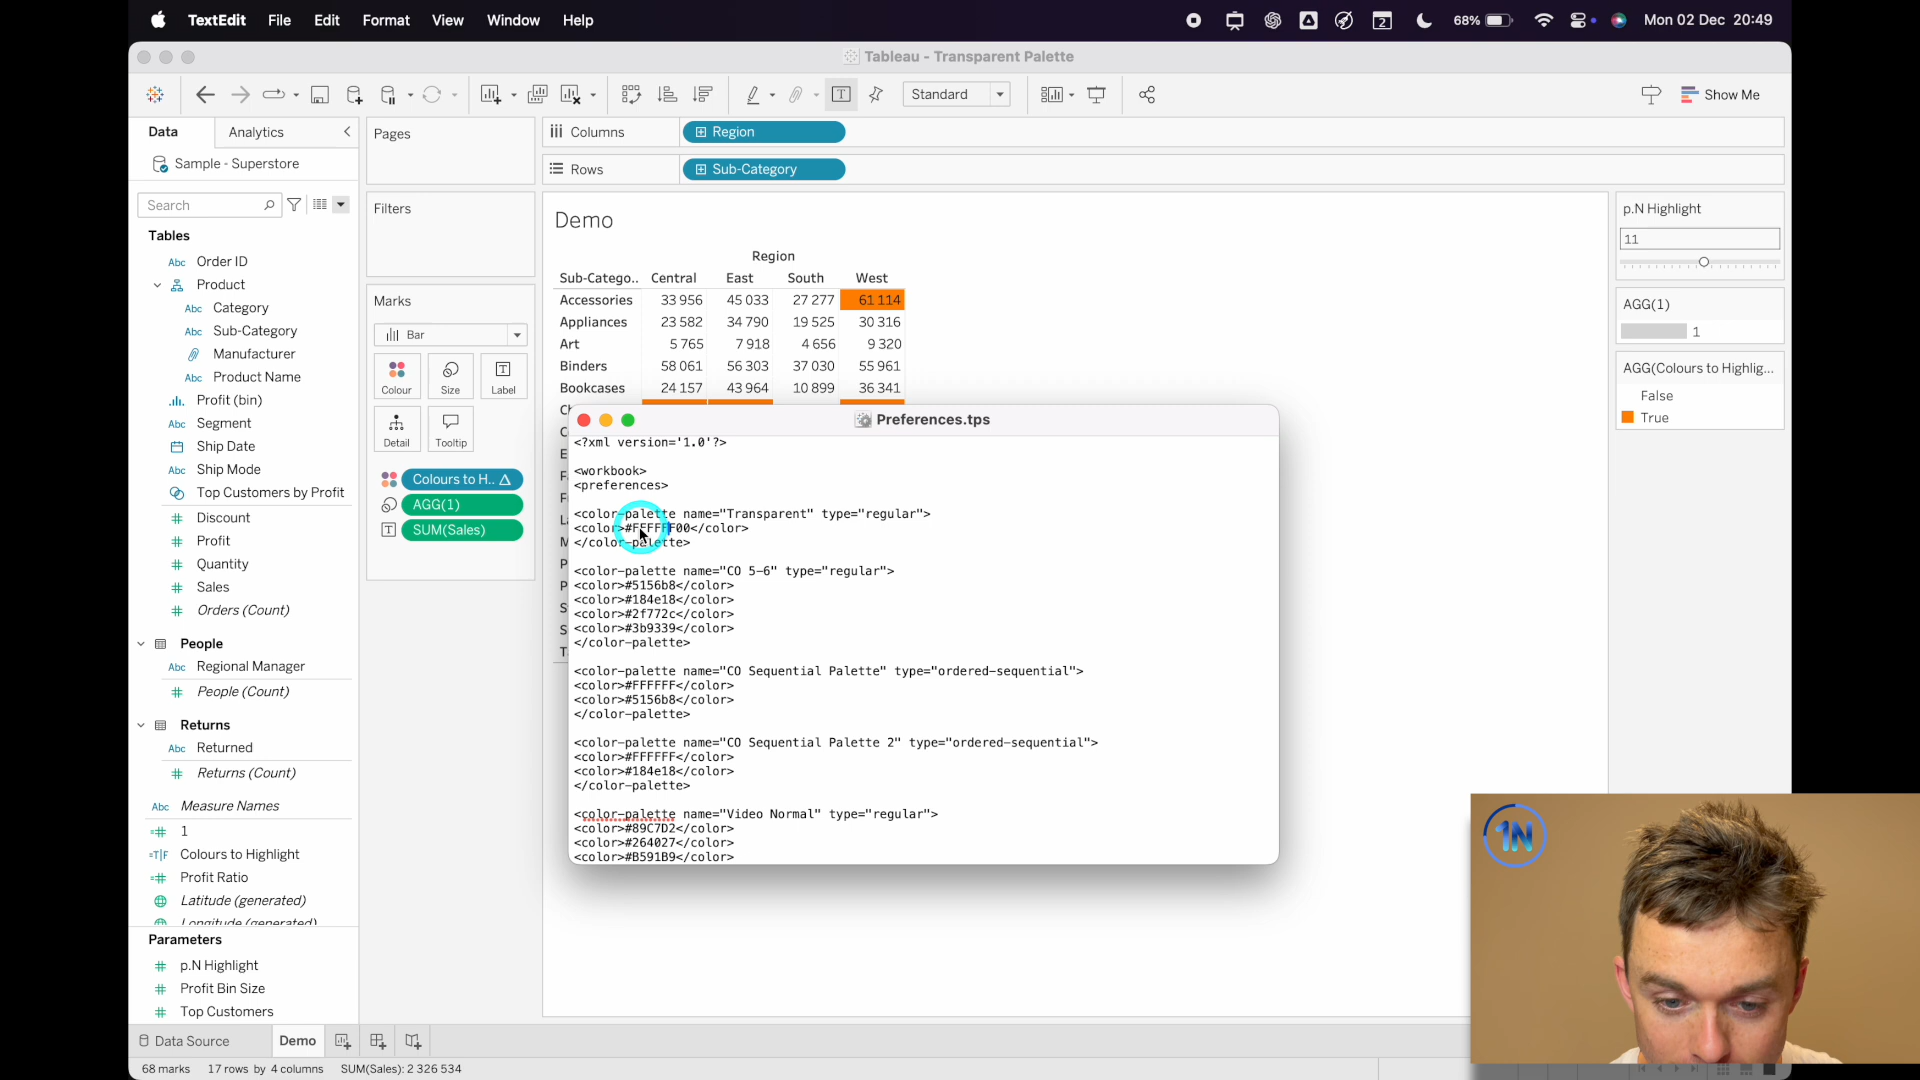 TextEdit File Edit Format View Window Help
2 68% Mon 02 Dec 20:49
Tableau - Transparent Palette
Standard Show Me
Data Analytics
Sample - Superstore
Search
Tables
Abc Order ID
Product
Abc Category
Abc Sub-Category
Manufacturer
Abc Product Name
Profit (bin)
Abc Segment
Ship Date
Abc Ship Mode
Top Customers by Profit
# Discount
# Profit
# Quantity
# Sales
# Orders (Count)
People
Abc Regional Manager
# People (Count)
Returns
Abc Returned
# Returns (Count)
Abc Measure Names
=# 1
=T|F Colours to Highlight
=# Profit Ratio
Latitude (generated)
Longitude (generated)
Parameters
# p.N Highlight
# Profit Bin Size
# Top Customers
Pages
Filters
Marks
Bar
Colour Size Label
Detail Tooltip
Colours to H.. Δ
AGG(1)
SUM(Sales)
Columns Region
Rows Sub-Category
Demo
Region
Sub-Catego.. Central East South West
Accessories 33 956 45 033 27 277 61 114
Appliances 23 582 34 790 19 525 30 316
Art 5 765 7 918 4 656 9 320
Binders 58 061 56 303 37 030 55 961
Bookcases 24 157 43 964 10 899 36 341
Preferences.tps
<?xml version='1.0'?>
<workbook>
<preferences>
<color-palette name="Transparent" type="regular">
<color>#FFFFFF00</color>
</color-palette>
<color-palette name="CO 5-6" type="regular">
<color>#5156b8</color>
<color>#184e18</color>
<color>#2f772c</color>
<color>#3b9339</color>
</color-palette>
<color-palette name="CO Sequential Palette" type="ordered-sequential">
<color>#FFFFFF</color>
<color>#5156b8</color>
</color-palette>
<color-palette name="CO Sequential Palette 2" type="ordered-sequential">
<color>#FFFFFF</color>
<color>#184e18</color>
</color-palette>
<color-palette name="Video Normal" type="regular">
<color>#89C7D2</color>
<color>#264027</color>
<color>#B591B9</color>
p.N Highlight
11
AGG(1)
1
AGG(Colours to Highlig...
False
True
1N
Data Source Demo
68 marks 17 rows by 4 columns SUM(Sales): 2 326 534